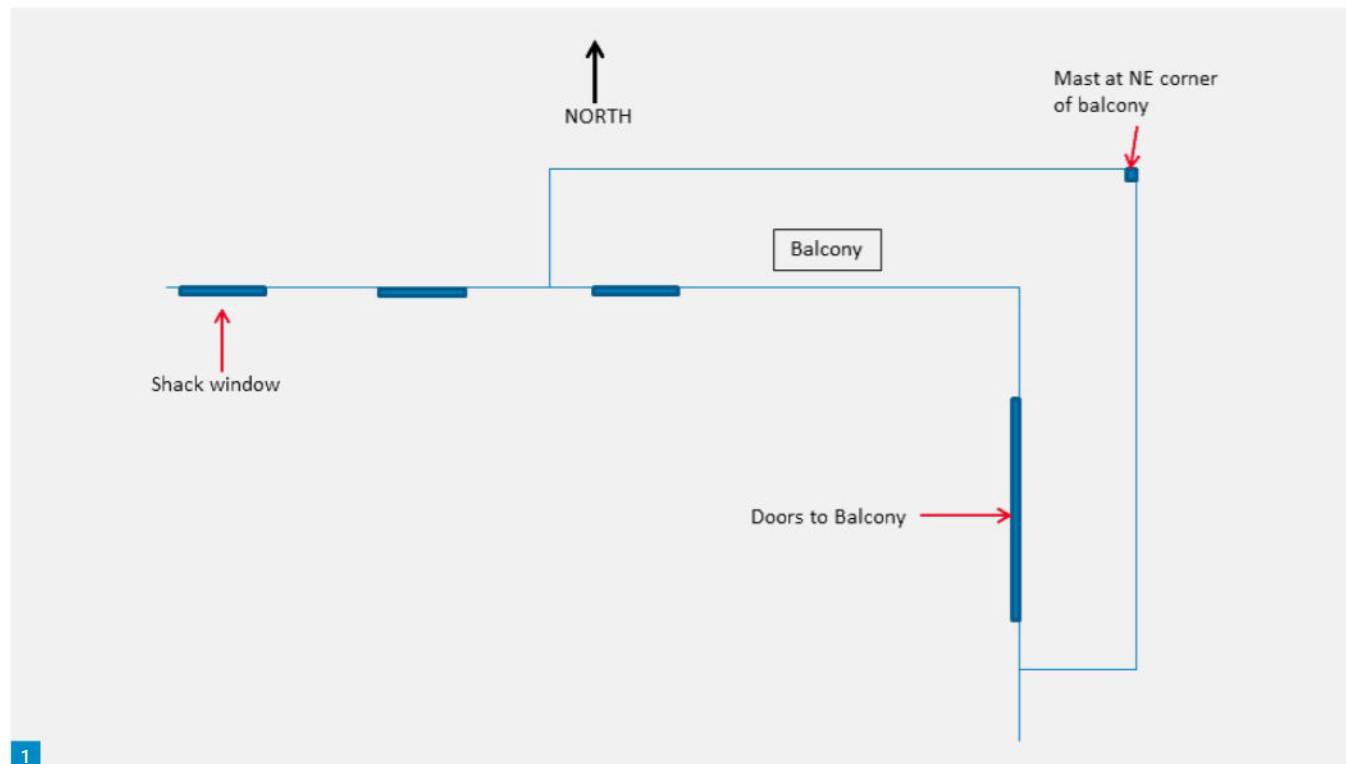 NORTH
Mast at NE corner
of balcony
Balcony
Shack window
Doors to Balcony
1